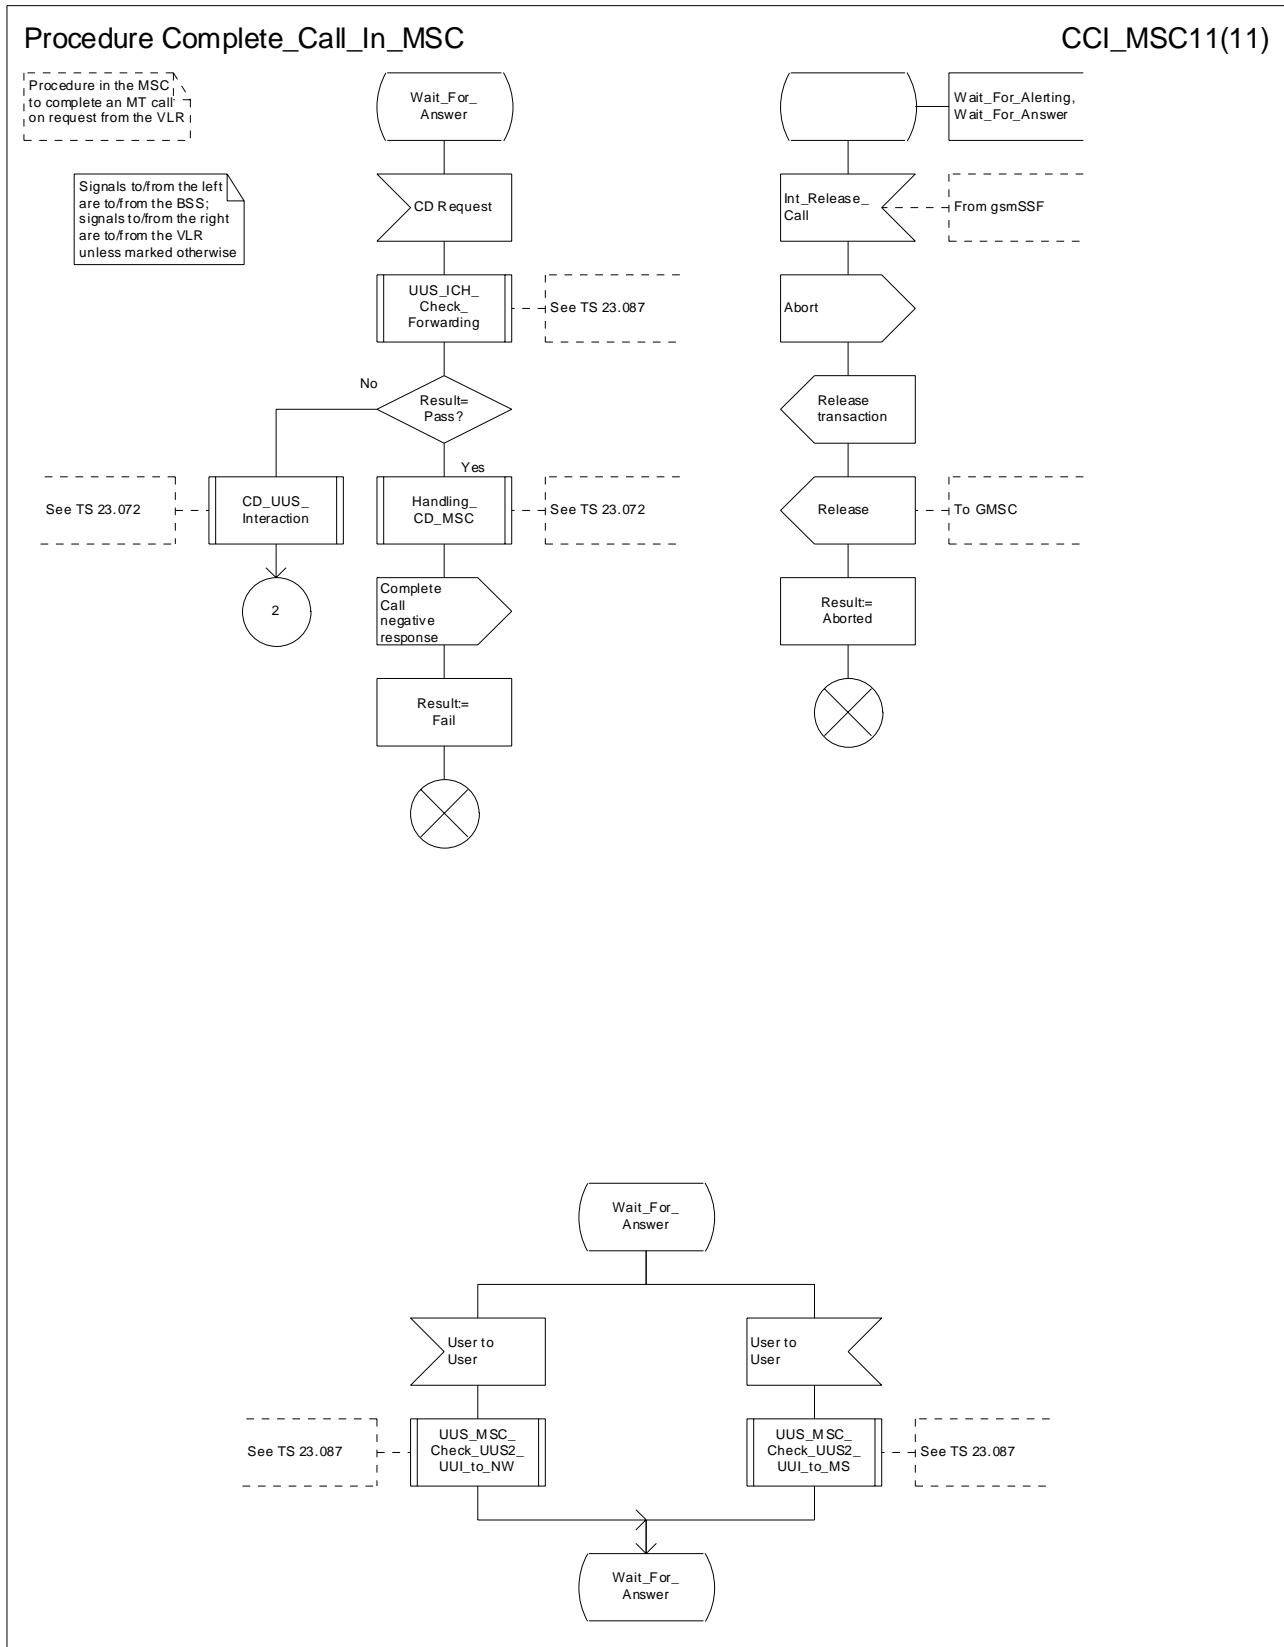 Procedure Complete_Call_In_MSC
CCI_MSC11(11)
Procedure in the MSC
to complete an MT call
on request from the VLR
Signals to/from the left
are to/from the BSS;
signals to/from the right
are to/from the VLR
unless marked otherwise
Wait_For_
Answer
CD Request
UUS_ICH_
Check_
Forwarding
See TS 23.087
No
Result=
Pass?
Yes
See TS 23.072
CD_UUS_
Interaction
Handling_
CD_MSC
See TS 23.072
2
Complete
Call
negative
response
Result:=
Fail
Wait_For_Alerting,
Wait_For_Answer
Int_Release_
Call
From gsmSSF
Abort
Release
transaction
Release
To GMSC
Result:=
Aborted
Wait_For_
Answer
User to
User
User to
User
See TS 23.087
UUS_MSC_
Check_UUS2_
UUI_to_NW
UUS_MSC_
Check_UUS2_
UUI_to_MS
See TS 23.087
Wait_For_
Answer